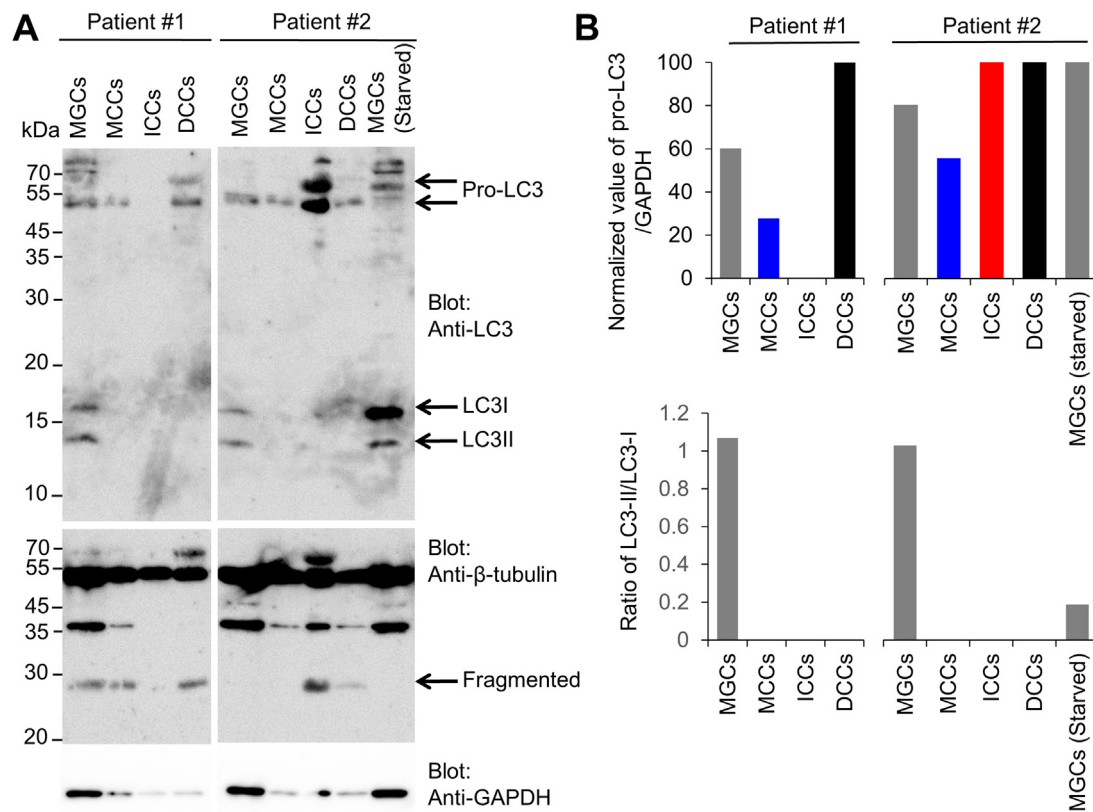 A
Patient #1
Patient #2
kDa
MGCs
MCCs
ICCs
DCCs
MGCs
MCCs
ICCs
DCCs
MGCs
(Starved)
70
55
45
35
30
20
15
10
Pro-LC3
Blot:
Anti-LC3
LC3I
LC3II
70
55
45
35
30
20
Blot:
Anti-β-tubulin
Fragmented
Blot:
Anti-GAPDH
B
Patient #1
Patient #2
Normalized value of pro-LC3
/GAPDH
100
80
60
40
20
0
MGCs
MCCs
ICCs
DCCs
MGCs
MCCs
ICCs
DCCs
MGCs (starved)
Ratio of LC3-II/LC3-I
1.2
1
0.8
0.6
0.4
0.2
0
MGCs
MCCs
ICCs
DCCs
MGCs
MCCs
ICCs
DCCs
MGCs (Starved)